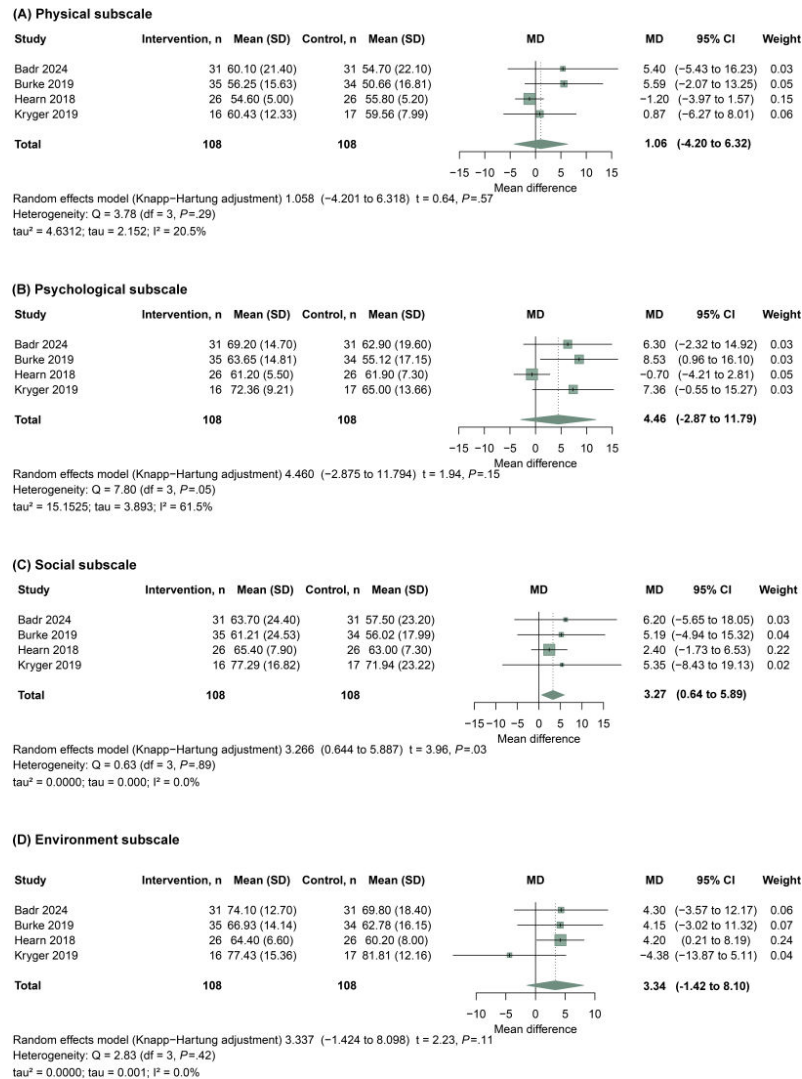 (A) Physical subscale
Study Intervention, n Mean (SD) Control, n Mean (SD) MD MD 95% CI Weight
Badr 2024 31 60.10 (21.40) 31 54.70 (22.10) 5.40 (−5.43 to 16.23) 0.03
Burke 2019 35 56.25 (15.63) 34 50.66 (16.81) 5.59 (−2.07 to 13.25) 0.05
Hearn 2018 26 54.60 (5.00) 26 55.80 (5.20) −1.20 (−3.97 to 1.57) 0.15
Kryger 2019 16 60.43 (12.33) 17 59.56 (7.99) 0.87 (−6.27 to 8.01) 0.06
Total 108 108 1.06 (−4.20 to 6.32)
−15 −10 −5 0 5 10 15
Mean difference
Random effects model (Knapp−Hartung adjustment) 1.058 (−4.201 to 6.318) t = 0.64, P=.57
Heterogeneity: Q = 3.78 (df = 3, P=.29)
tau² = 4.6312; tau = 2.152; I² = 20.5%
(B) Psychological subscale
Study Intervention, n Mean (SD) Control, n Mean (SD) MD MD 95% CI Weight
Badr 2024 31 69.20 (14.70) 31 62.90 (19.60) 6.30 (−2.32 to 14.92) 0.03
Burke 2019 35 63.65 (14.81) 34 55.12 (17.15) 8.53 (0.96 to 16.10) 0.03
Hearn 2018 26 61.20 (5.50) 26 61.90 (7.30) −0.70 (−4.21 to 2.81) 0.05
Kryger 2019 16 72.36 (9.21) 17 65.00 (13.66) 7.36 (−0.55 to 15.27) 0.03
Total 108 108 4.46 (−2.87 to 11.79)
−15 −10 −5 0 5 10 15
Mean difference
Random effects model (Knapp−Hartung adjustment) 4.460 (−2.875 to 11.794) t = 1.94, P=.15
Heterogeneity: Q = 7.80 (df = 3, P=.05)
tau² = 15.1525; tau = 3.893; I² = 61.5%
(C) Social subscale
Study Intervention, n Mean (SD) Control, n Mean (SD) MD MD 95% CI Weight
Badr 2024 31 63.70 (24.40) 31 57.50 (23.20) 6.20 (−5.65 to 18.05) 0.03
Burke 2019 35 61.21 (24.53) 34 56.02 (17.99) 5.19 (−4.94 to 15.32) 0.04
Hearn 2018 26 65.40 (7.90) 26 63.00 (7.30) 2.40 (−1.73 to 6.53) 0.22
Kryger 2019 16 77.29 (16.82) 17 71.94 (23.22) 5.35 (−8.43 to 19.13) 0.02
Total 108 108 3.27 (0.64 to 5.89)
−15 −10 −5 0 5 10 15
Mean difference
Random effects model (Knapp−Hartung adjustment) 3.266 (0.644 to 5.887) t = 3.96, P=.03
Heterogeneity: Q = 0.63 (df = 3, P=.89)
tau² = 0.0000; tau = 0.000; I² = 0.0%
(D) Environment subscale
Study Intervention, n Mean (SD) Control, n Mean (SD) MD MD 95% CI Weight
Badr 2024 31 74.10 (12.70) 31 69.80 (18.40) 4.30 (−3.57 to 12.17) 0.06
Burke 2019 35 66.93 (14.14) 34 62.78 (16.15) 4.15 (−3.02 to 11.32) 0.07
Hearn 2018 26 64.40 (6.60) 26 60.20 (8.00) 4.20 (0.21 to 8.19) 0.24
Kryger 2019 16 77.43 (15.36) 17 81.81 (12.16) −4.38 (−13.87 to 5.11) 0.04
Total 108 108 3.34 (-1.42 to 8.10)
−10 −5 0 5 10
Mean difference
Random effects model (Knapp−Hartung adjustment) 3.337 (−1.424 to 8.098) t = 2.23, P=.11
Heterogeneity: Q = 2.83 (df = 3, P=.42)
tau² = 0.0000; tau = 0.001; I² = 0.0%